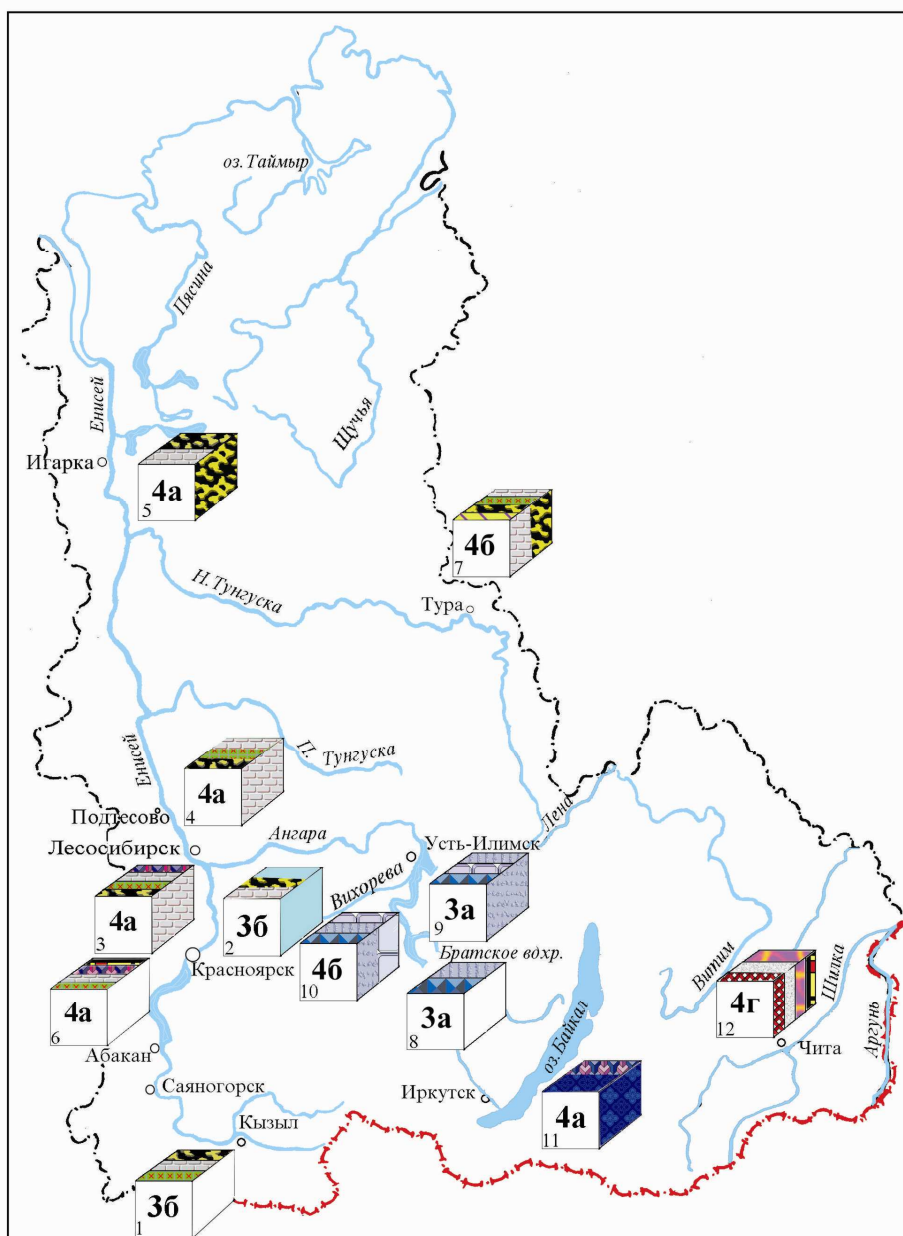 оз. Таймыр
Пясина
Енисей
Щучья
Игарка
4а
5
4б
7
Н. Тунгуска
Тура
Енисей
П. Тунгуска
4а
4
Подтесово
Ангара
Лена
Лесосибирск
Усть-Илимск
Вихорева
4а
3
3б
2
3а
9
Красноярск
4б
10
Братское вдхр.
Витим
Шилка
4а
6
3а
8
4г
12
оз. Байкал
Аргунь
Абакан
Чита
Саяногорск
Иркутск
4а
11
Кызыл
3б
1